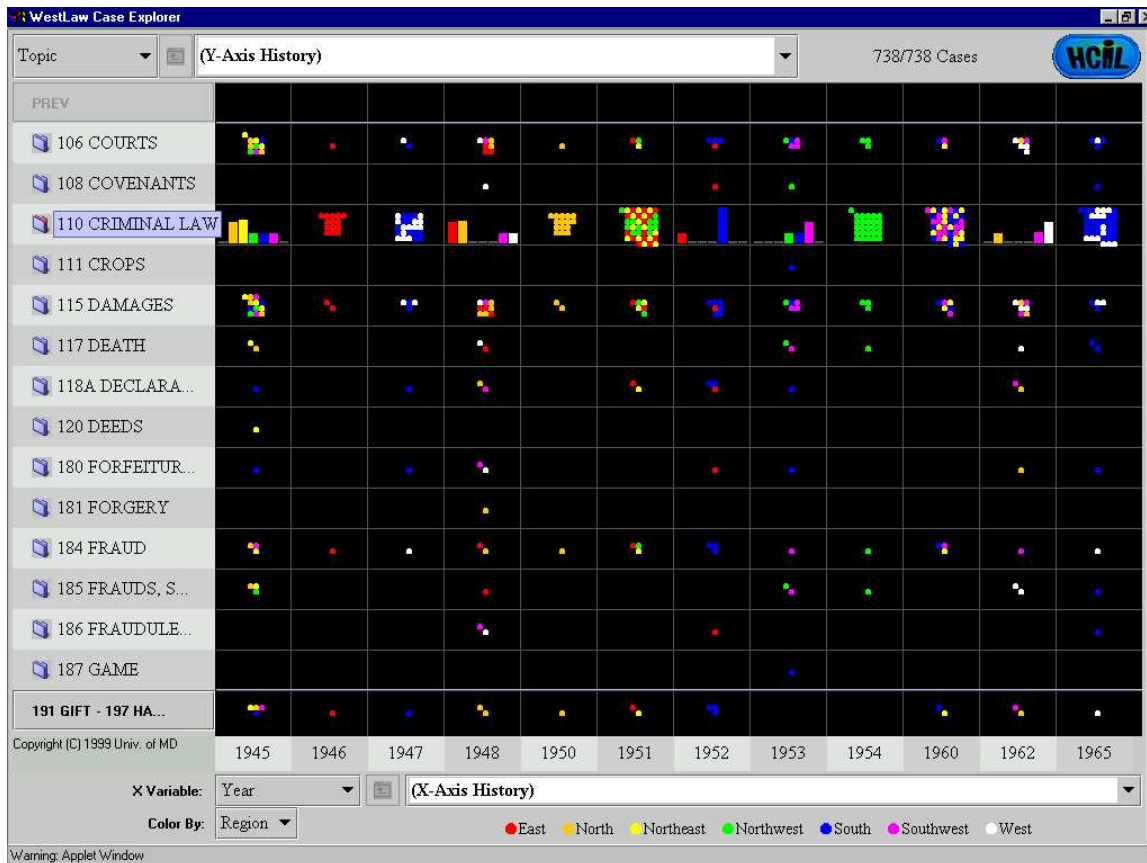 WestLaw Case Explorer
Topic
(Y-Axis History)
738/738 Cases
HCIL
PREV
106 COURTS
108 COVENANTS
110 CRIMINAL LAW
111 CROPS
115 DAMAGES
117 DEATH
118A DECLARA...
120 DEEDS
180 FORFEITUR...
181 FORGERY
184 FRAUD
185 FRAUDS, S...
186 FRAUDULE...
187 GAME
191 GIFT - 197 HA...
Copyright (C) 1999 Univ. of MD
1945 1946 1947 1948 1950 1951 1952 1953 1954 1960 1962 1965
X Variable: Year (X-Axis History)
Color By: Region East North Northeast Northwest South Southwest West
Warning: Applet Window